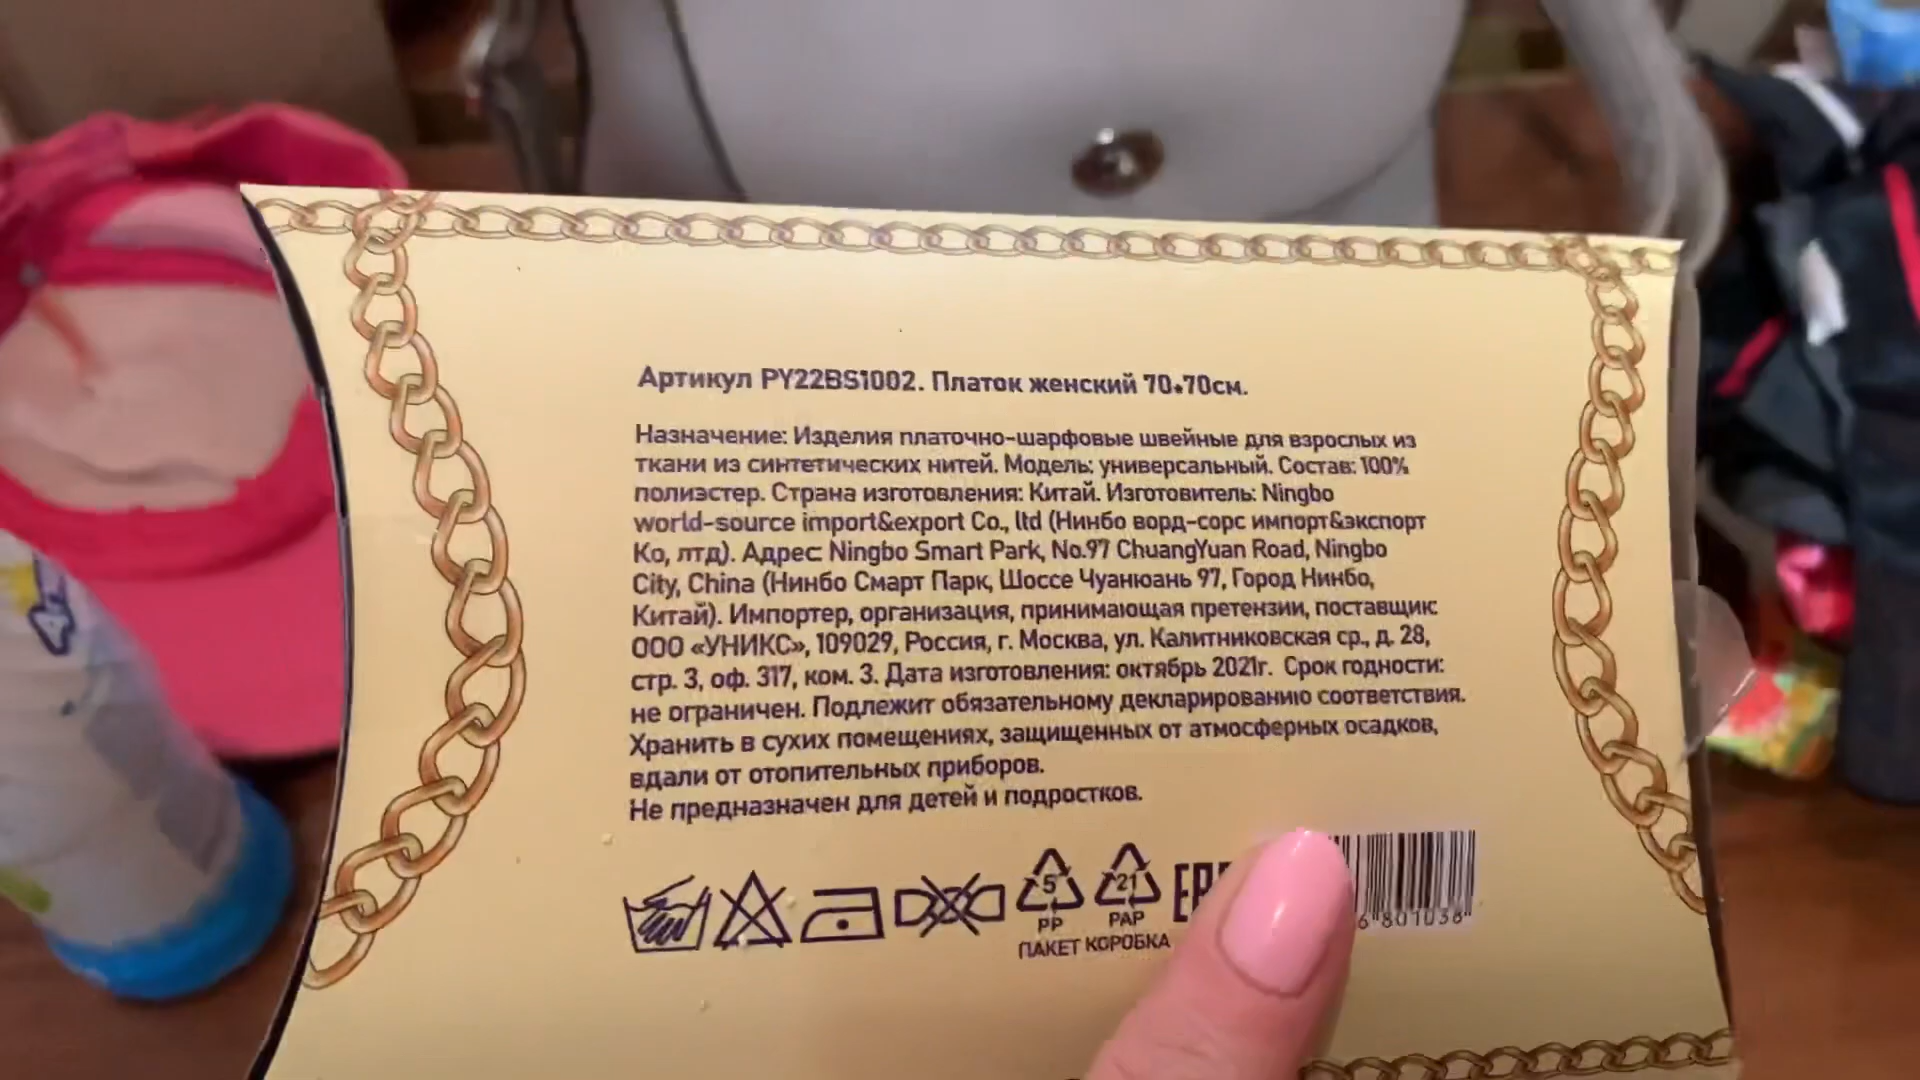 Артикул PY22BS1002. Платок женский 70*70см.
Назначение: Изделия платочно-шарфовые швейные для взрослых из
ткани из синтетических нитей. Модель: универсальный. Состав: 100%
полиэстер. Страна изготовления: Китай. Изготовитель: Ningbo
world-source import&export Co., ltd (Нинбо ворд-сорс импорт&экспорт
Ко, лтд). Адрес: Ningbo Smart Park, No.97 ChuangYuan Road, Ningbo
City, China (Нинбо Смарт Парк, Шоссе Чуанюань 97, Город Нинбо,
Китай). Импортер, организация, принимающая претензии, поставщик:
ООО «УНИКС», 109029, Россия, г. Москва, ул. Калитниковская ср., д. 28,
стр. 3, оф. 317, ком. 3. Дата изготовления: октябрь 2021г. Срок годности:
не ограничен. Подлежит обязательному декларированию соответствия.
Хранить в сухих помещениях, защищенных от атмосферных осадков,
вдали от отопительных приборов.
Не предназначен для детей и подростков.
5 21
PP PAP
ПАКЕТ КОРОБКА
6 801038